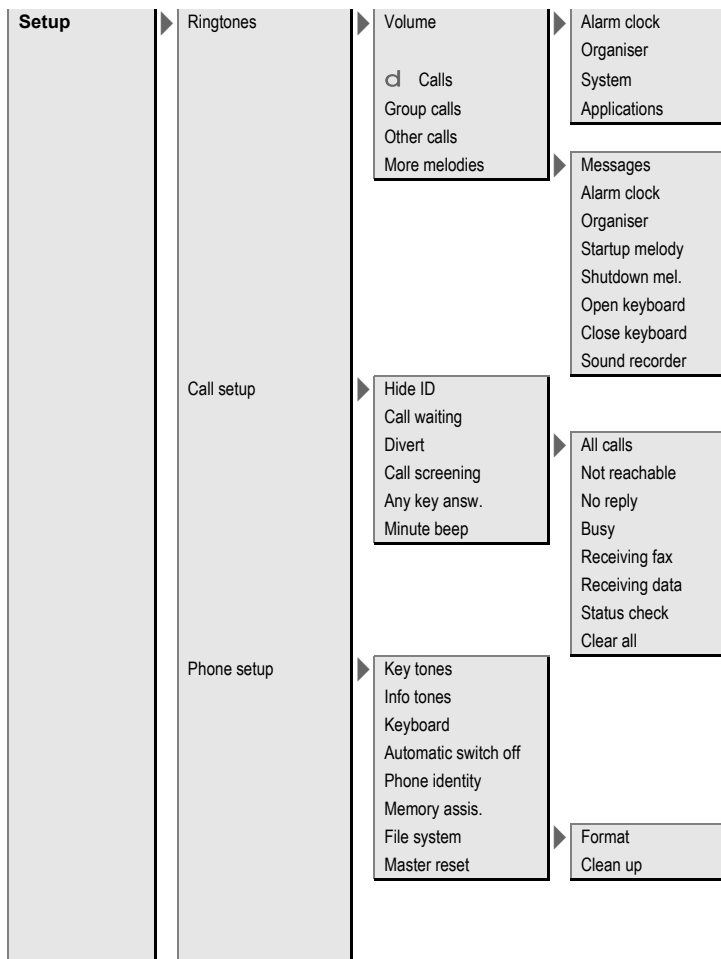 Setup
Ringtones
Volume
Alarm clock
Organiser
d Calls
System
Group calls
Applications
Other calls
More melodies
Messages
Alarm clock
Organiser
Startup melody
Shutdown mel.
Open keyboard
Close keyboard
Sound recorder
Call setup
Hide ID
Call waiting
Divert
All calls
Call screening
Not reachable
Any key answ.
No reply
Minute beep
Busy
Receiving fax
Receiving data
Status check
Clear all
Phone setup
Key tones
Info tones
Keyboard
Automatic switch off
Phone identity
Memory assis.
File system
Format
Master reset
Clean up